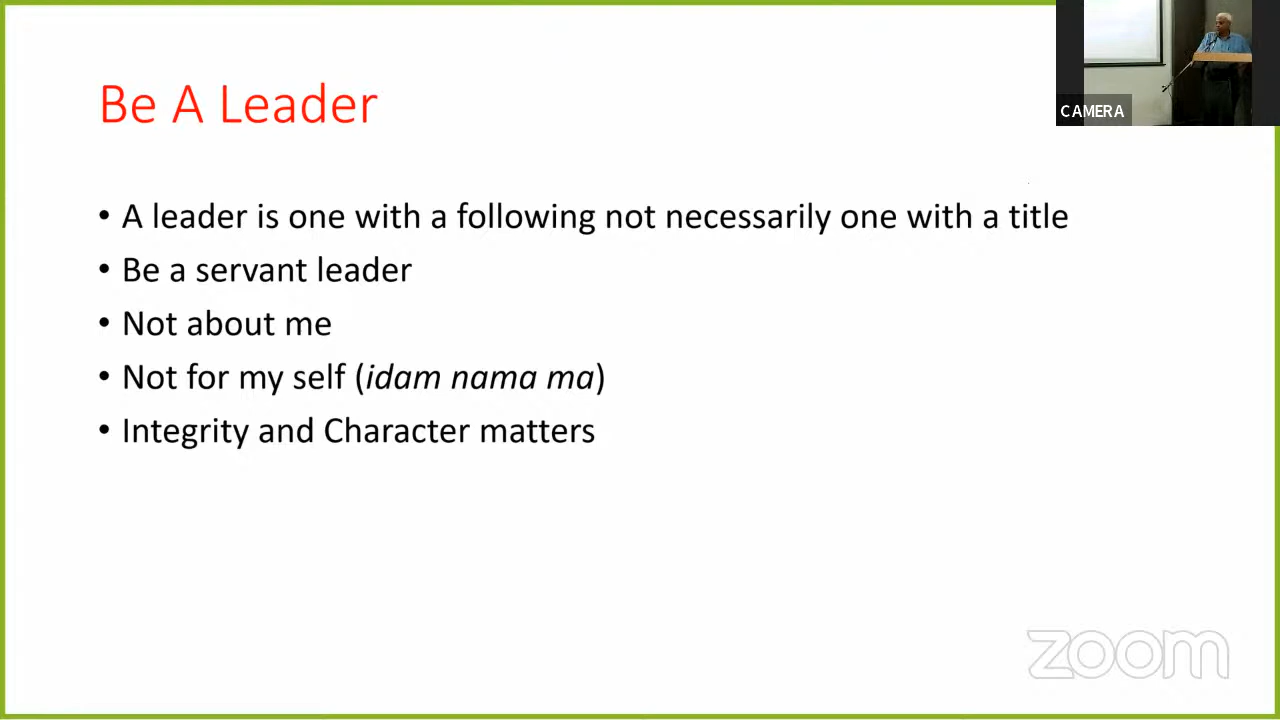 Be A Leader
CAMERA
• A leader is one with a following not necessarily one with a title
• Be a servant leader
• Not about me
• Not for my self (idam nama ma)
• Integrity and Character matters
zoom